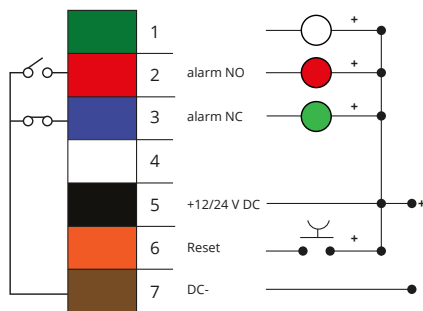 1
2 alarm NO
3 alarm NC
4
5 +12/24 V DC
6 Reset
7 DC-
+
+
+
+
+